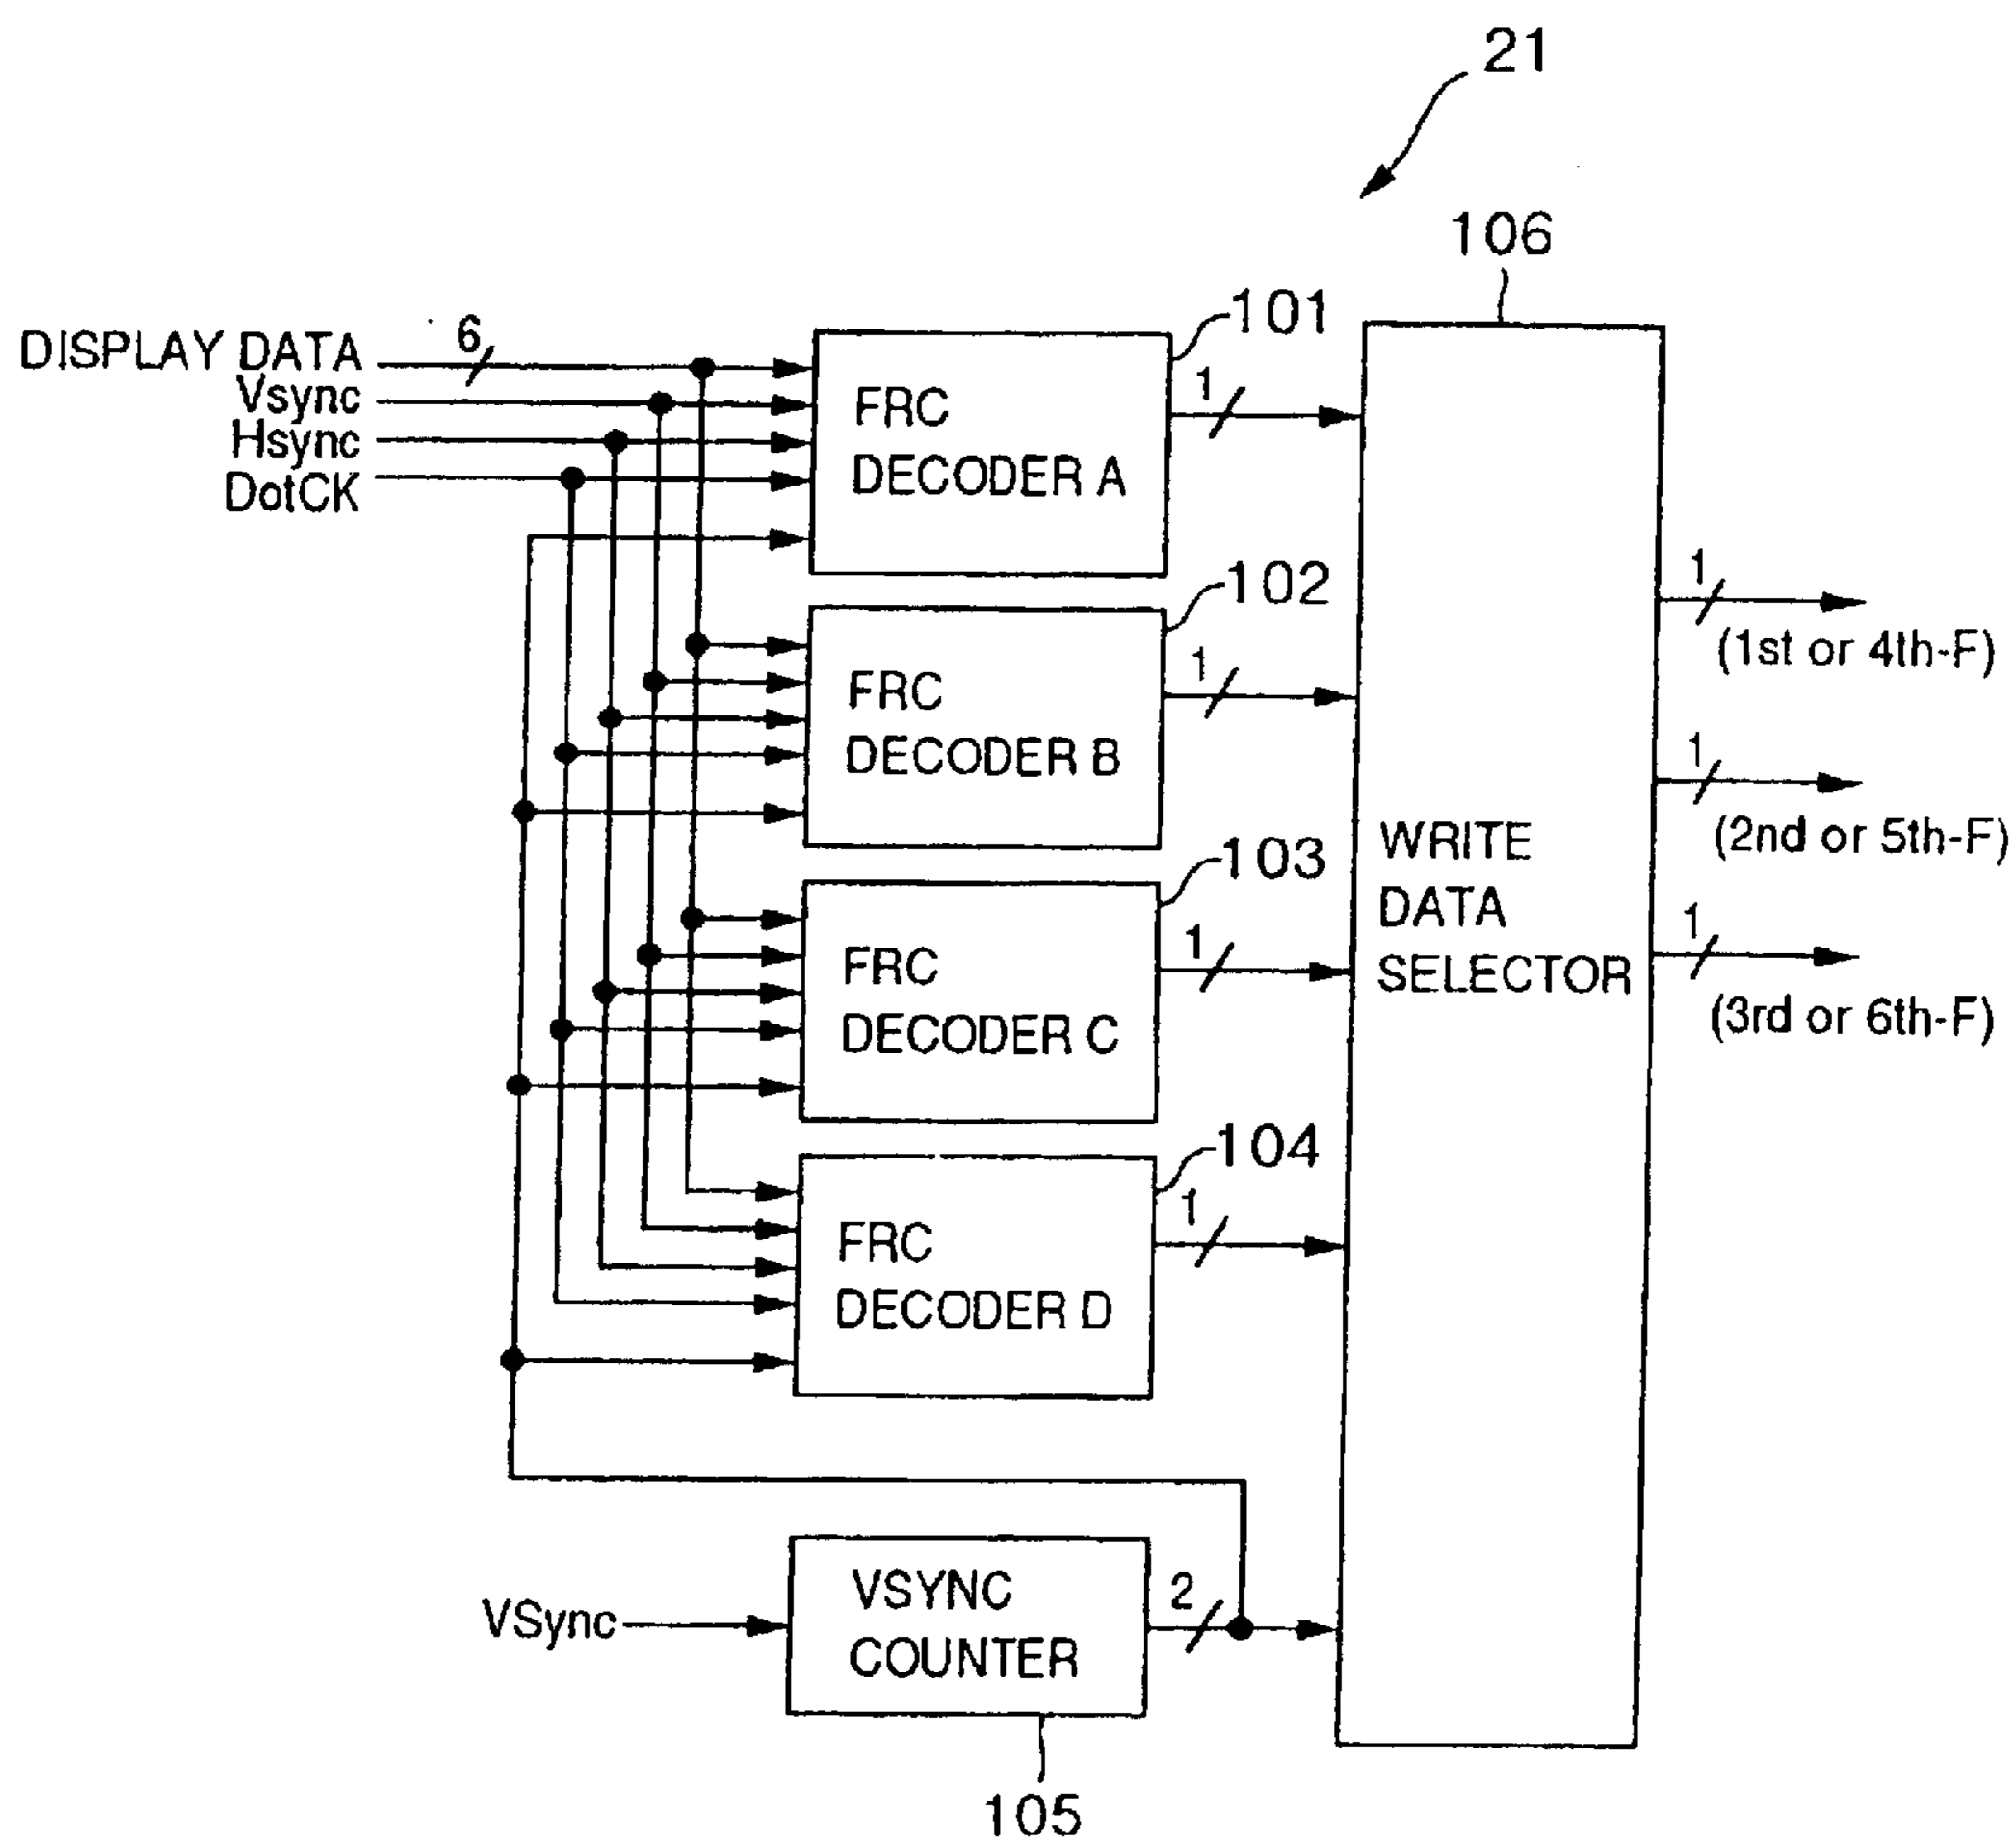 21
106
DISPLAY DATA
6
Vsync
Hsync
DotCK
101
FRC
DECODER A
1
102
FRC
DECODER B
1
103
FRC
DECODER C
1
104
FRC
DECODER D
1
WRITE
DATA
SELECTOR
1
(1st or 4th-F)
1
(2nd or 5th-F)
1
(3rd or 6th-F)
VSync
VSYNC
COUNTER
2
105